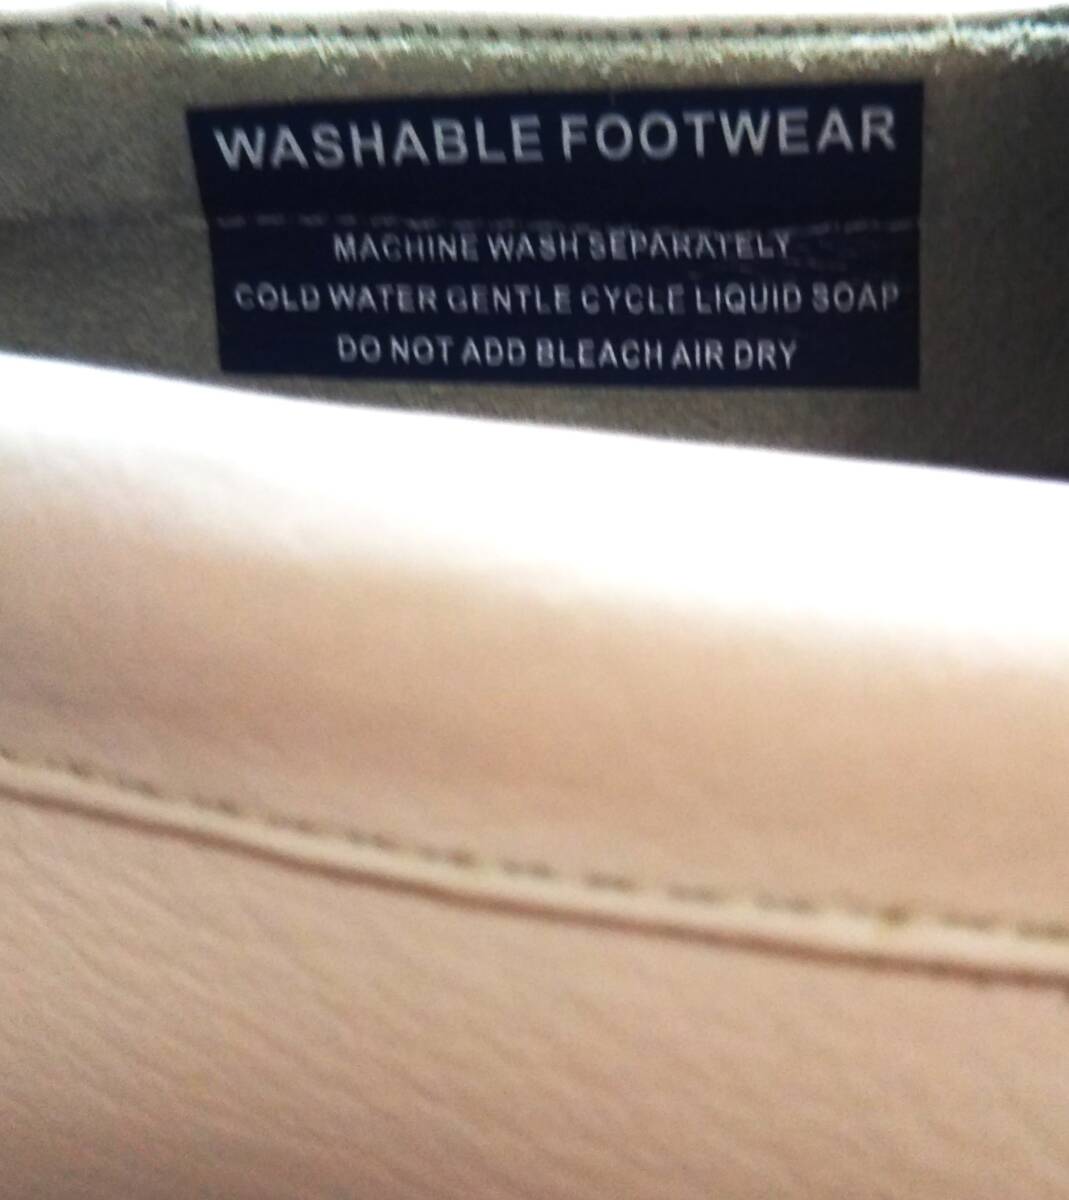 WASHABLE FOOTWEAR
MACHINE WASH SEPARATELY
COLD WATER GENTLE CYCLE LIQUID SOAP
DO NOT ADD BLEACH AIR DRY